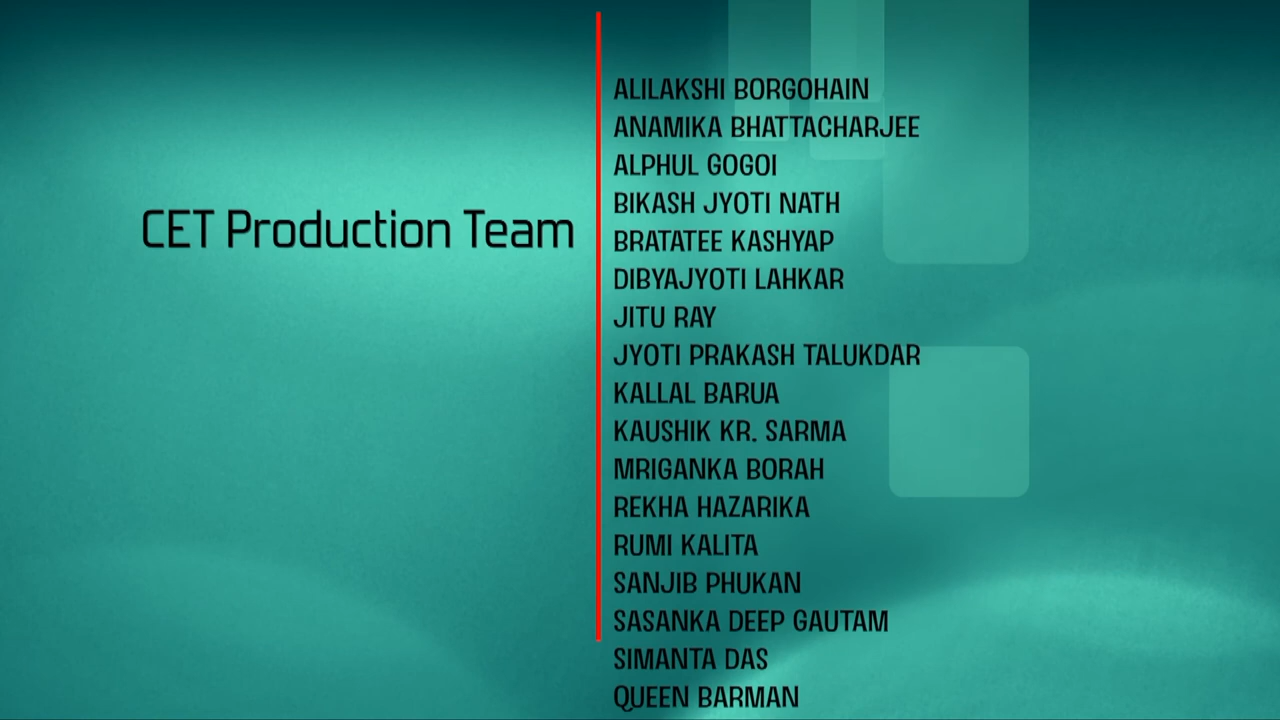 CET Production Team
ALILAKSHI BORGOHAIN
ANAMIKA BHATTACHARJEE
ALPHUL GOGOI
BIKASH JYOTI NATH
BRATATEE KASHYAP
DIBYAJYOTI LAHKAR
JITU RAY
JYOTI PRAKASH TALUKDAR
KALLAL BARUA
KAUSHIK KR. SARMA
MRIGANKA BORAH
REKHA HAZARIKA
RUMI KALITA
SANJIB PHUKAN
SASANKA DEEP GAUTAM
SIMANTA DAS
QUEEN BARMAN